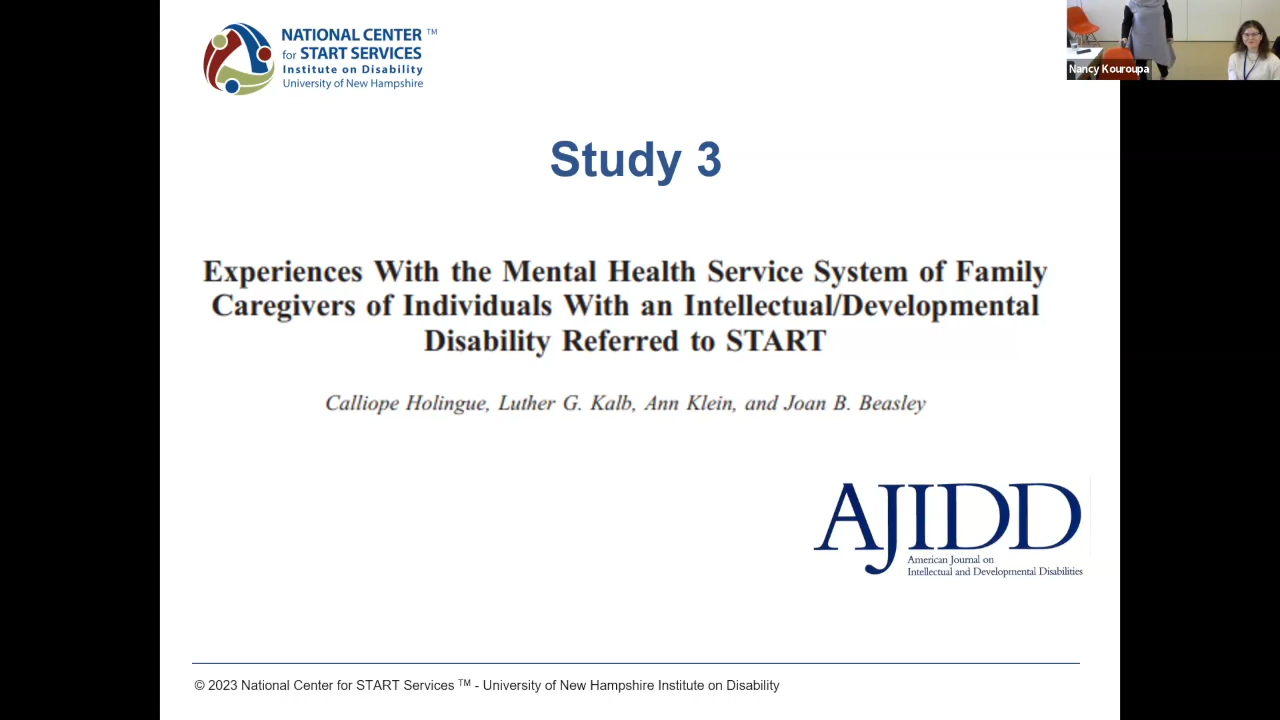 NATIONAL CENTER TM
for START SERVICES
Institute on Disability
University of New Hampshire
Nancy Kouroupa
Study 3
Experiences With the Mental Health Service System of Family
Caregivers of Individuals With an Intellectual/Developmental
Disability Referred to START
Calliope Holingue, Luther G. Kalb, Ann Klein, and Joan B. Beasley
AJIDD
American Journal on
Intellectual and Developmental Disabilities
© 2023 National Center for START Services TM - University of New Hampshire Institute on Disability